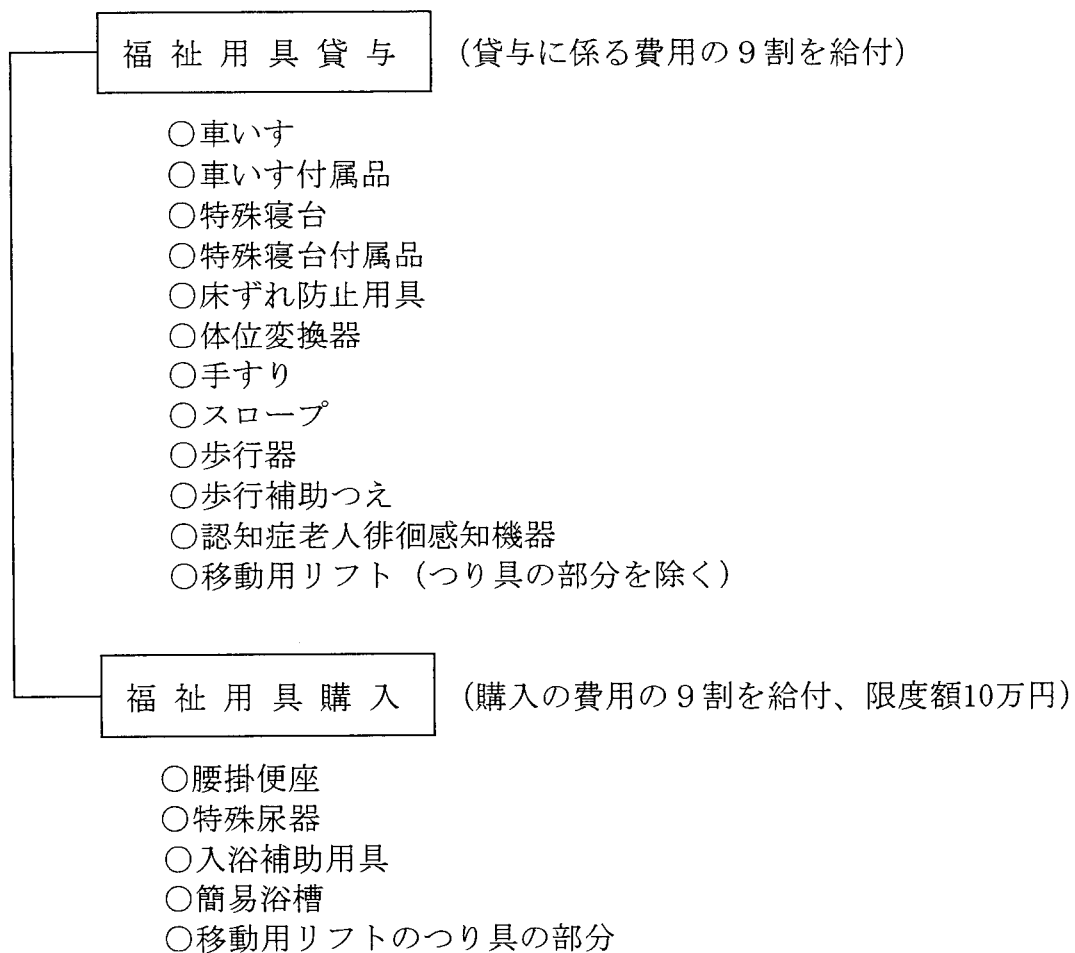 福祉用具貸与 (貸与に係る費用の9割を給付)
○車いす
○車いす付属品
○特殊寝台
○特殊寝台付属品
○床ずれ防止用具
○体位変換器
○手すり
○スロープ
○歩行器
○歩行補助つえ
○認知症老人徘徊感知機器
○移動用リフト(つり具の部分を除く)
福祉用具購入 (購入の費用の9割を給付、限度額10万円)
○腰掛便座
○特殊尿器
○入浴補助用具
○簡易浴槽
○移動用リフトのつり具の部分